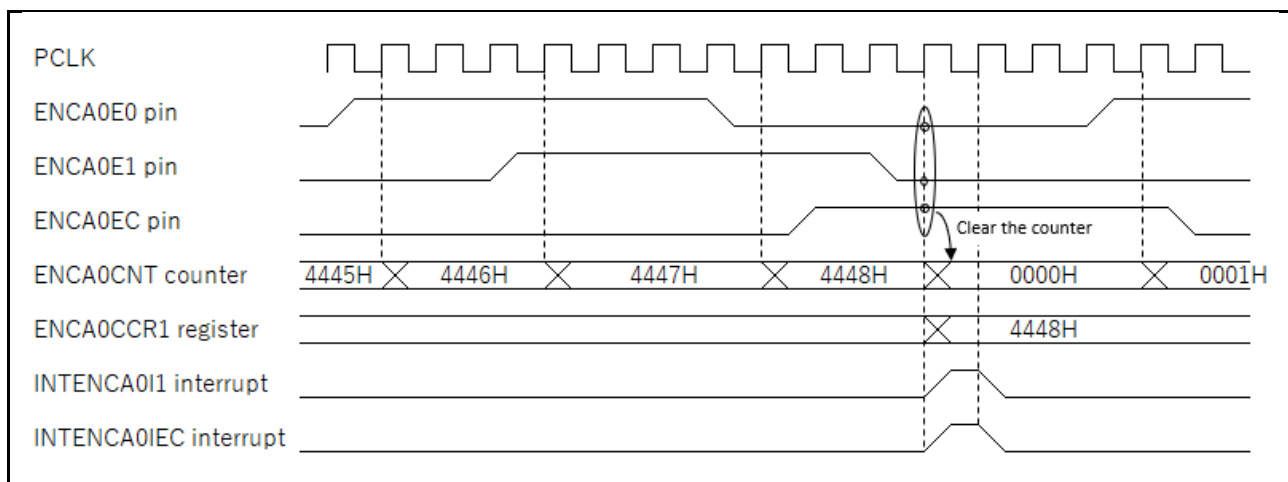 PCLK
ENCA0E0 pin
ENCA0E1 pin
ENCA0EC pin
Clear the counter
ENCA0CNT counter 4445H 4446H 4447H 4448H 0000H 0001H
ENCA0CCR1 register 4448H
INTENCA0I1 interrupt
INTENCA0IEC interrupt